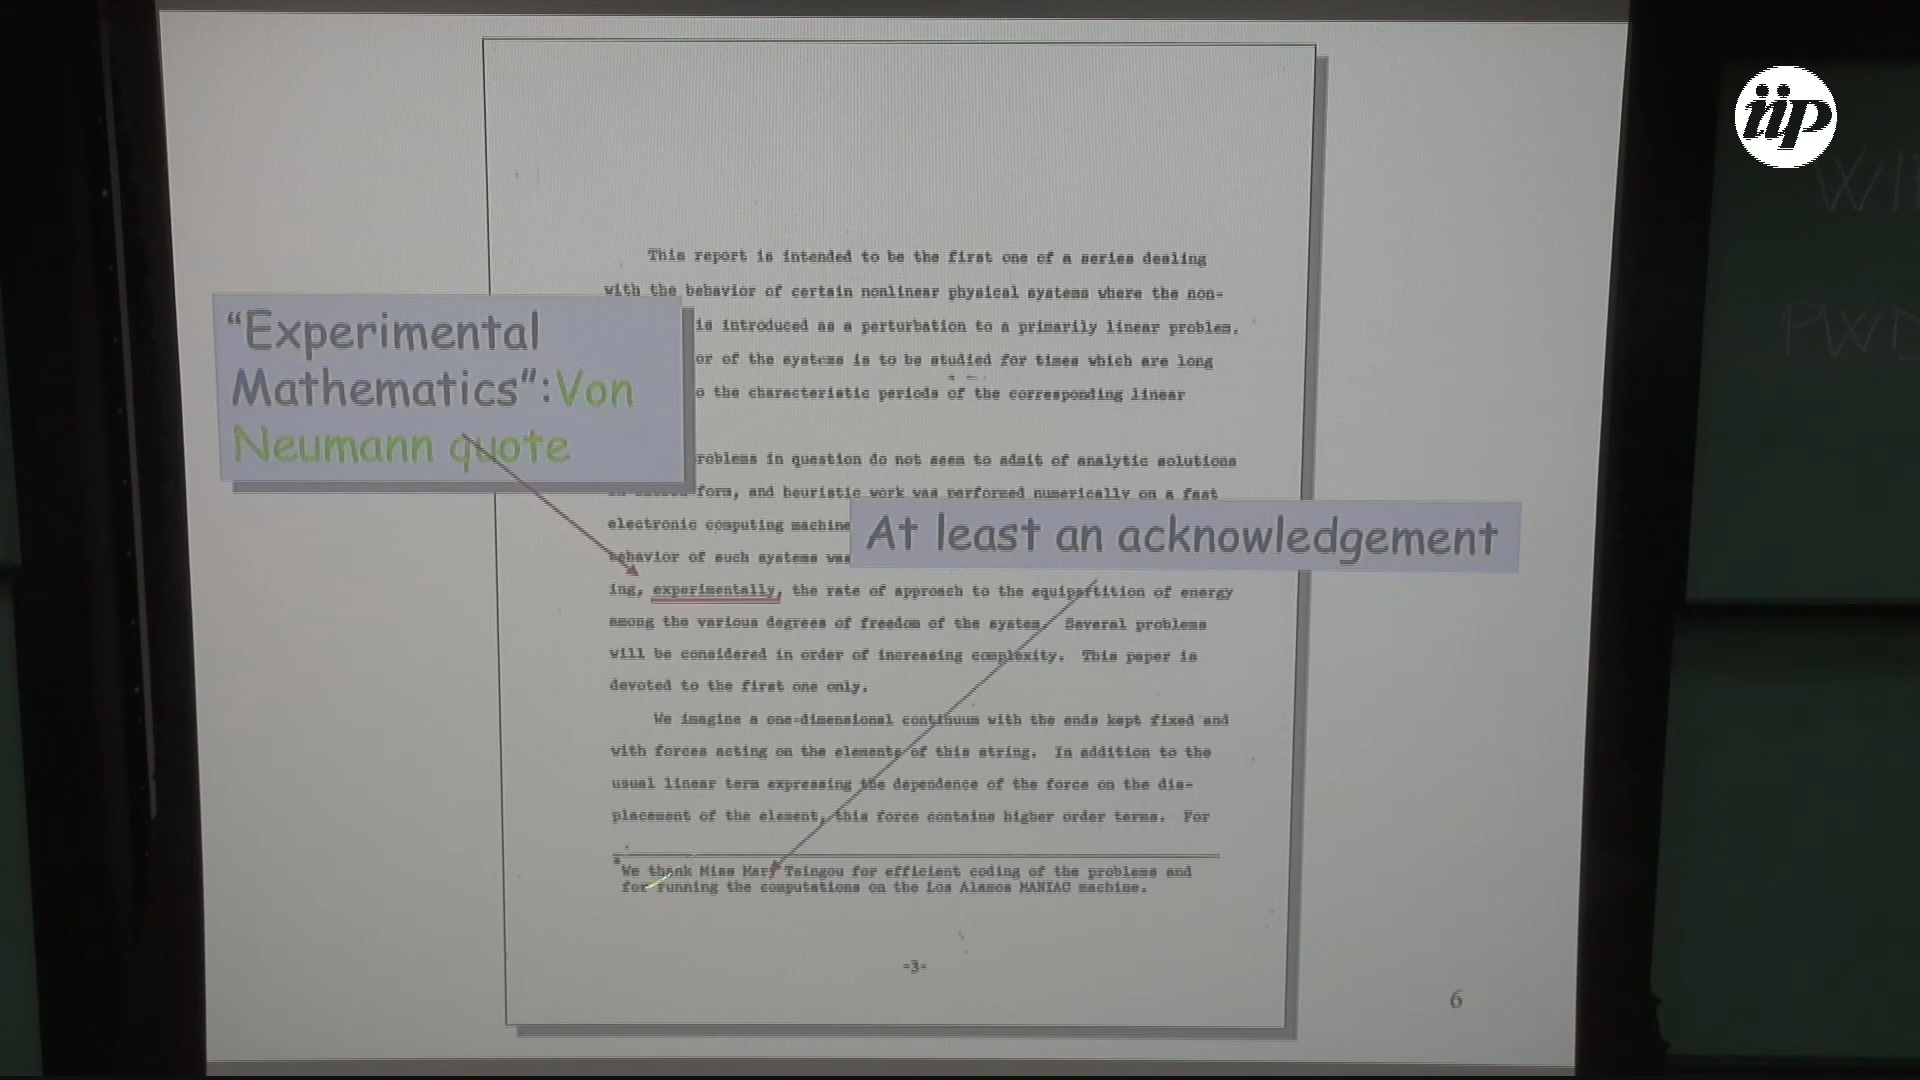 iip
This report is intended to be the first one of a series dealing
with the behavior of certain nonlinear physical systems where the non-
is introduced as a perturbation to a primarily linear problem.
or of the systems is to be studied for times which are long
o the characteristic periods of the corresponding linear
"Experimental
Mathematics":Von
Neumann quote
roblems in question do not seem to admit of analytic solutions
form, and heuristic work was performed numerically on a fast
electronic computing machine
At least an acknowledgement
behavior of such systems was
ing, experimentally, the rate of approach to the equipartition of energy
among the various degrees of freedom of the system. Several problems
will be considered in order of increasing complexity. This paper is
devoted to the first one only.
We imagine a one-dimensional continuum with the ends kept fixed and
with forces acting on the elements of this string. In addition to the
usual linear term expressing the dependence of the force on the dis-
placement of the element, this force contains higher order terms. For
*We thank Miss Mary Tsingou for efficient coding of the problems and
for running the computations on the Los Alamos MANIAC machine.
-3-
6
PWD